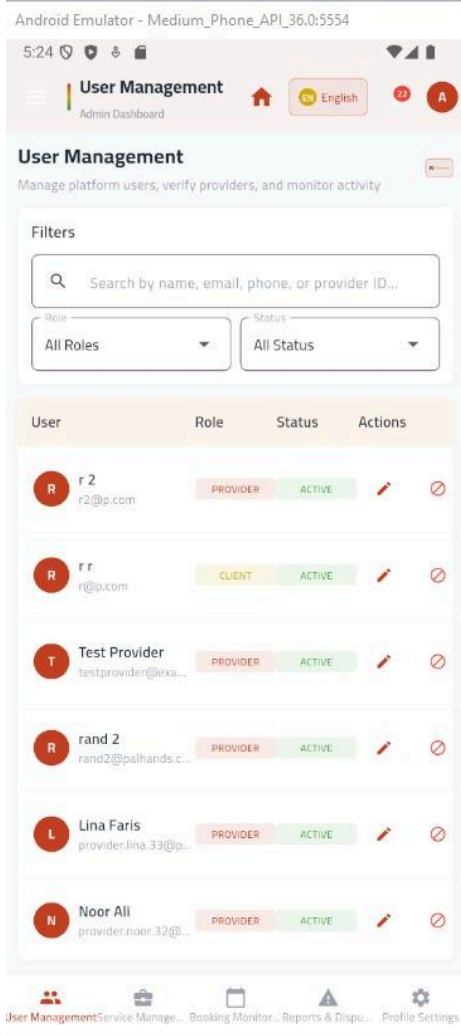 Android Emulator - Medium_Phone_API_36.0:5554
5:24
User Management
Admin Dashboard
EN English
22
A
User Management
Manage platform users, verify providers, and monitor activity
Filters
Search by name, email, phone, or provider ID...
Role
All Roles
Status
All Status
User Role Status Actions
R
r 2
r2@p.com
PROVIDER ACTIVE
R
r r
r@p.com
CLIENT ACTIVE
T
Test Provider
testprovider@exa...
PROVIDER ACTIVE
R
rand 2
rand2@palhands.c...
PROVIDER ACTIVE
L
Lina Faris
provider.lina.33@p...
PROVIDER ACTIVE
N
Noor Ali
provider.noor.32@...
PROVIDER ACTIVE
User Management Service Manage... Booking Monitor... Reports & Dispu... Profile Settings